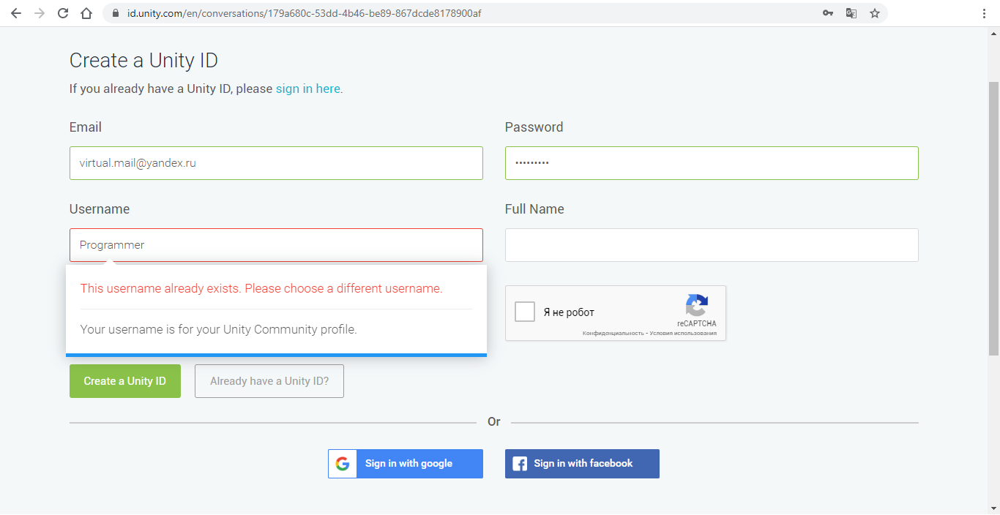 id.unity.com/en/conversations/179a680c-53dd-4b46-be89-867dcde8178900af
Create a Unity ID
If you already have a Unity ID, please sign in here.
Email
Password
virtual.mail@yandex.ru
•••••••••
Username
Full Name
Programmer
This username already exists. Please choose a different username.
Your username is for your Unity Community profile.
Я не робот
reCAPTCHA
Конфиденциальность - Условия использования
Create a Unity ID
Already have a Unity ID?
Or
Sign in with google
Sign in with facebook